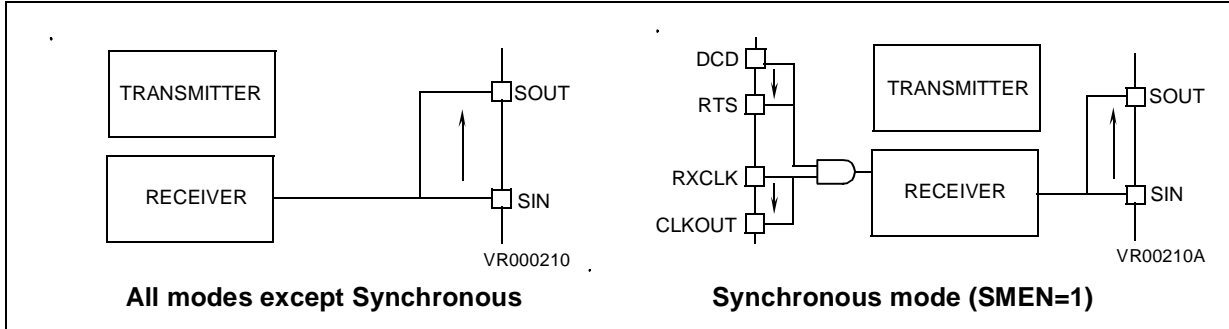 TRANSMITTER
RECEIVER
SOUT
SIN
VR000210
All modes except Synchronous
DCD
RTS
RXCLK
CLKOUT
TRANSMITTER
RECEIVER
SOUT
SIN
VR00210A
Synchronous mode (SMEN=1)